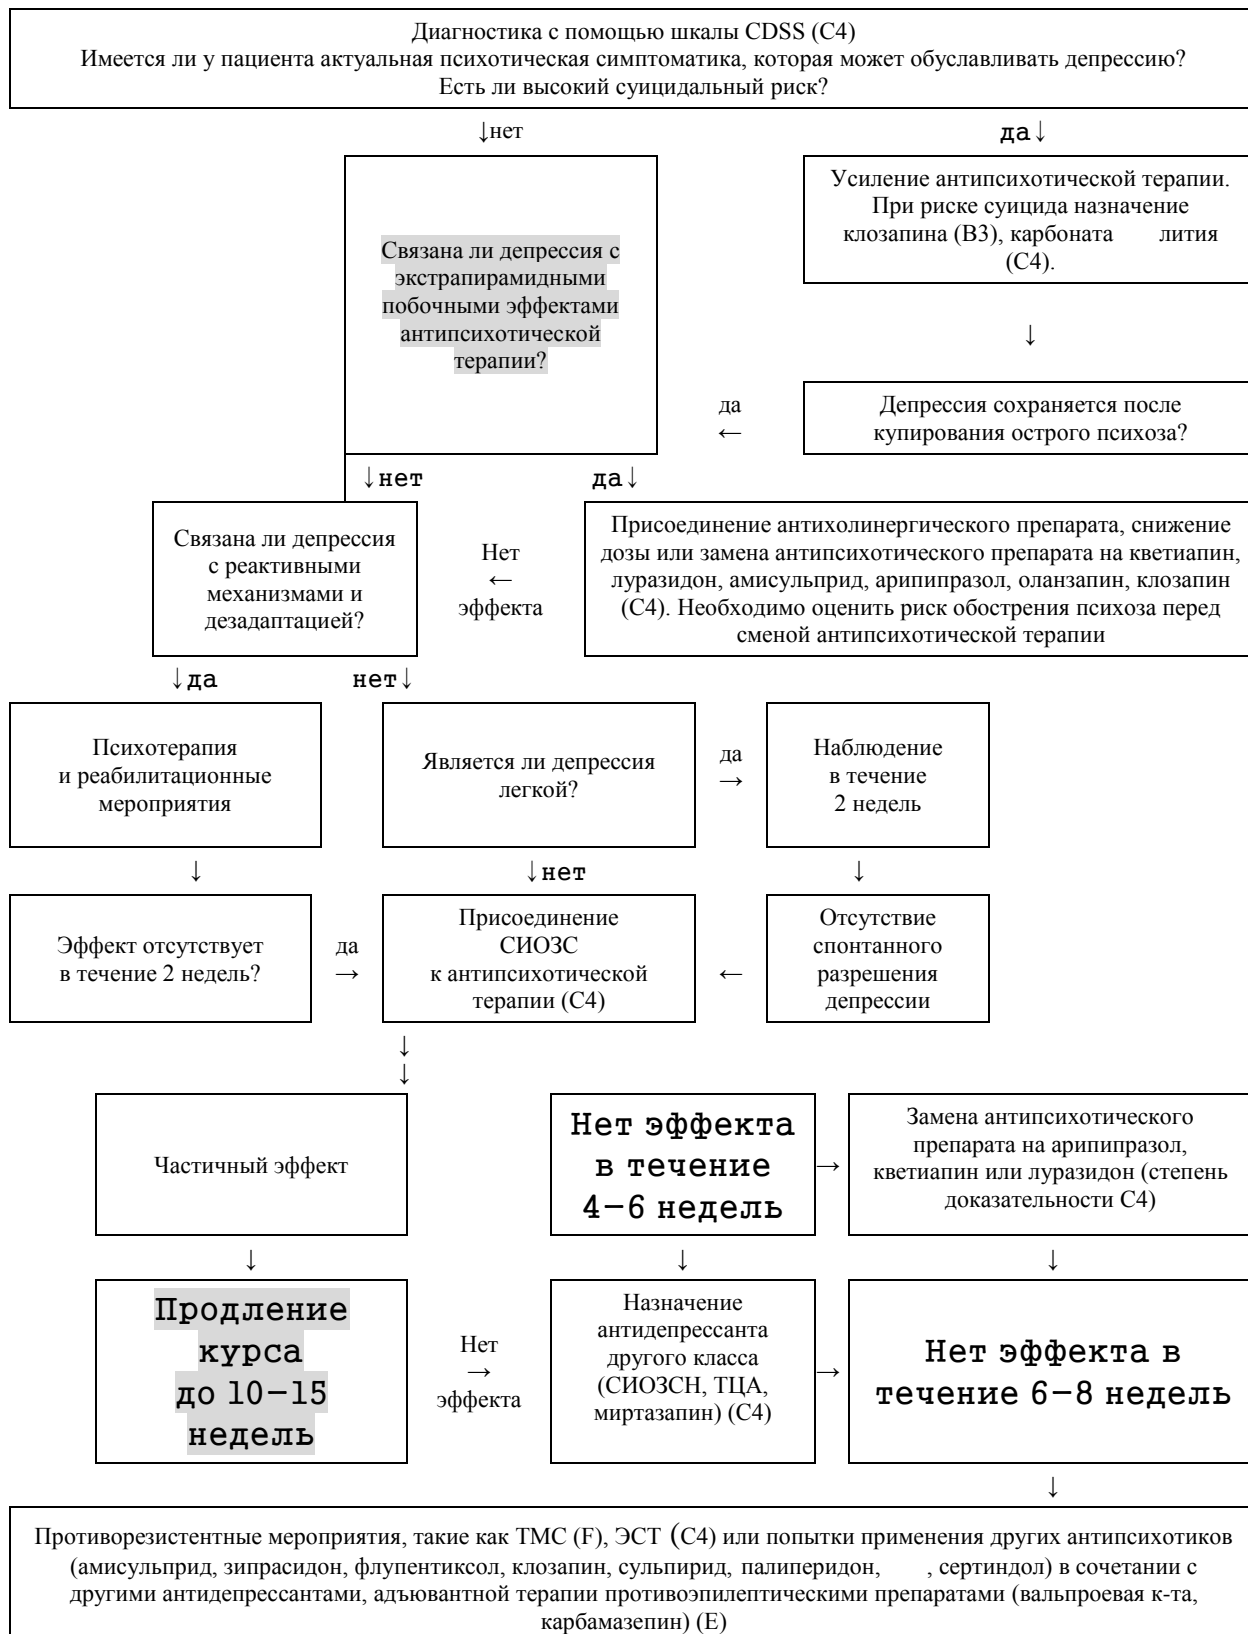 Диагностика с помощью шкалы CDSS (C4)
Имеется ли у пациента актуальная психотическая симптоматика, которая может обуславливать депрессию?
Есть ли высокий суицидальный риск?
↓нет
да↓
Связана ли депрессия с
экстрапирамидными
побочными эффектами
антипсихотической
терапии?
Усиление антипсихотической терапии.
При риске суицида назначение
клозапина (B3), карбоната лития
(C4).
↓
да
←
Депрессия сохраняется после
купирования острого психоза?
↓нет
да↓
Связана ли депрессия
с реактивными
механизмами и
дезадаптацией?
Нет
←
эффекта
Присоединение антихолинергического препарата, снижение
дозы или замена антипсихотического препарата на кветиапин,
луразидон, амисульприд, арипипразол, оланзапин, клозапин
(C4). Необходимо оценить риск обострения психоза перед
сменой антипсихотической терапии
↓да
нет↓
Психотерапия
и реабилитационные
мероприятия
Является ли депрессия
легкой?
да
→
Наблюдение
в течение
2 недель
↓
↓нет
↓
Эффект отсутствует
в течение 2 недель?
да
→
Присоединение
СИОЗС
к антипсихотической
терапии (C4)
←
Отсутствие
спонтанного
разрешения
депрессии
↓
↓
Частичный эффект
Нет эффекта
в течение
4–6 недель
→
Замена антипсихотического
препарата на арипипразол,
кветиапин или луразидон (степень
доказательности C4)
↓
↓
↓
Продление
курса
до 10–15
недель
Нет
→
эффекта
Назначение
антидепрессанта
другого класса
(СИОЗСН, ТЦА,
миртазапин) (C4)
→
Нет эффекта в
течение 6–8 недель
↓
Противорезистентные мероприятия, такие как ТМС (F), ЭСТ (C4) или попытки применения других антипсихотиков
(амисульприд, зипрасидон, флупентиксол, клозапин, сульпирид, палиперидон, , сертиндол) в сочетании с
другими антидепрессантами, адъювантной терапии противоэпилептическими препаратами (вальпроевая к-та,
карбамазепин) (E)